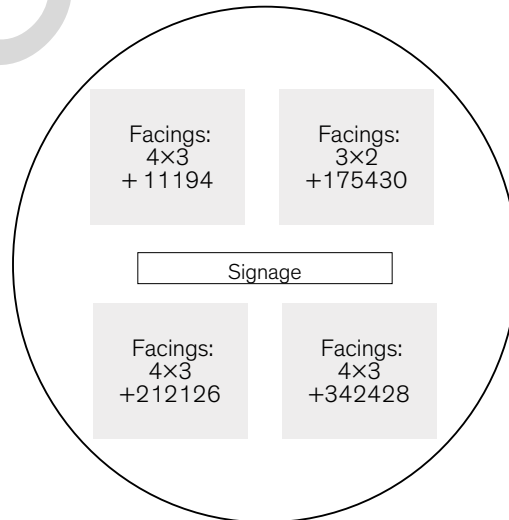 Facings:
4×3
+ 11194
Facings:
3×2
+175430
Signage
Facings:
4×3
+212126
Facings:
4×3
+342428